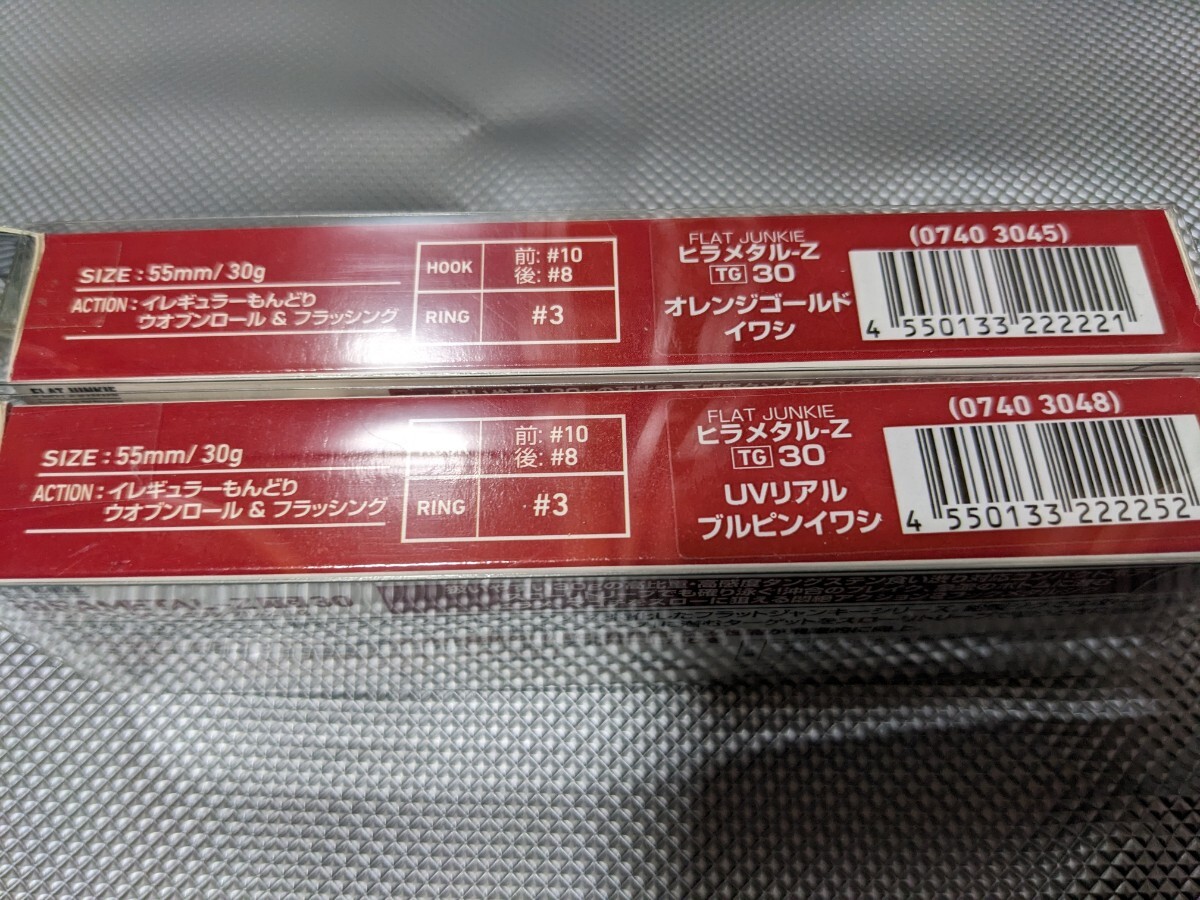 SIZE : 55mm/ 30g
ACTION : イレギュラーもんどり
ウオブンロール & フラッシング
HOOK
前: #10
後: #8
RING
#3
FLAT JUNKIE
ヒラメタル-Z
TG 30
オレンジゴールド
イワシ
(0740 3045)
4 550133 222221
FLAT JUNKIE
SIZE : 55mm/ 30g
ACTION : イレギュラーもんどり
ウオブンロール & フラッシング
前: #10
後: #8
RING
#3
FLAT JUNKIE
ヒラメタル-Z
TG 30
UVリアル
ブルピンイワシ
(0740 3048)
4 550133 222252